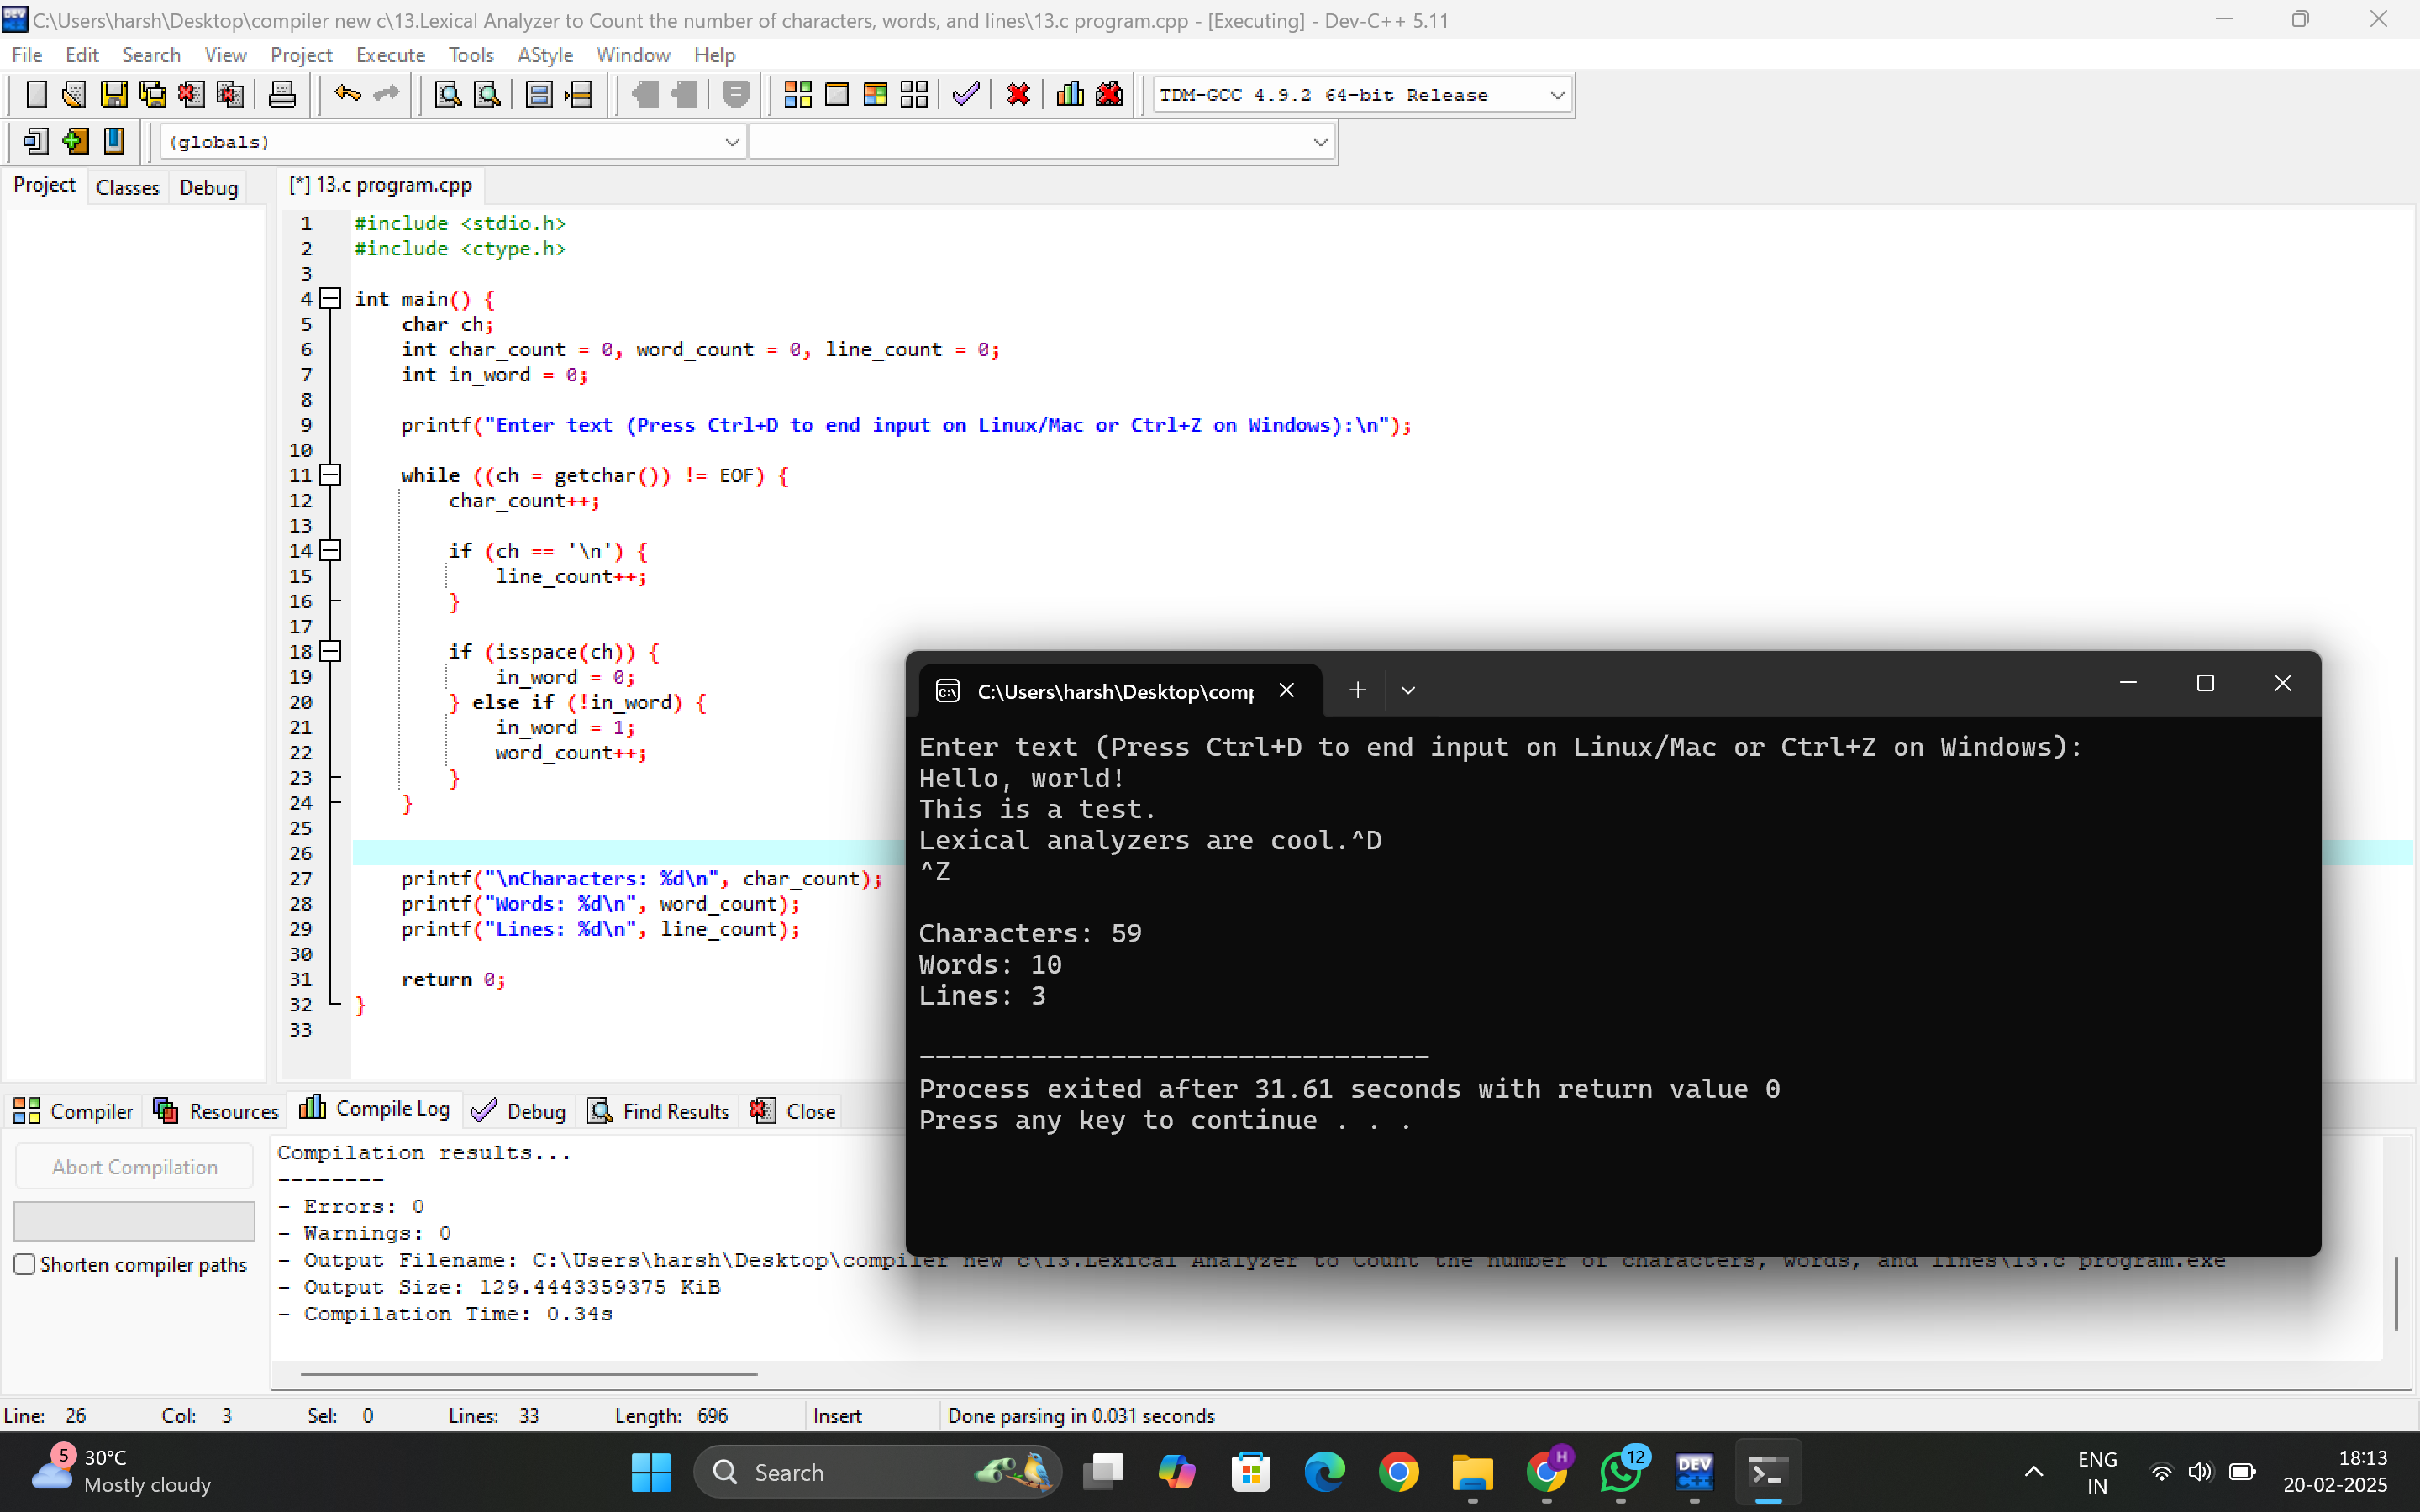 C:\Users\harsh\Desktop\compiler new c\13.Lexical Analyzer to Count the number of characters, words, and lines\13.c program.cpp - [Executing] - Dev-C++ 5.11
File Edit Search View Project Execute Tools AStyle Window Help
TDM-GCC 4.9.2 64-bit Release
(globals)
Project Classes Debug
[*] 13.c program.cpp
1 #include <stdio.h>
2 #include <ctype.h>
3
4 int main() {
5 char ch;
6 int char_count = 0, word_count = 0, line_count = 0;
7 int in_word = 0;
8
9 printf("Enter text (Press Ctrl+D to end input on Linux/Mac or Ctrl+Z on Windows):\n");
10
11 while ((ch = getchar()) != EOF) {
12 char_count++;
13
14 if (ch == '\n') {
15 line_count++;
16 }
17
18 if (isspace(ch)) {
19 in_word = 0;
20 } else if (!in_word) {
21 in_word = 1;
22 word_count++;
23 }
24 }
25
26
27 printf("\nCharacters: %d\n", char_count);
28 printf("Words: %d\n", word_count);
29 printf("Lines: %d\n", line_count);
30
31 return 0;
32 }
33
C:\Users\harsh\Desktop\comp
Enter text (Press Ctrl+D to end input on Linux/Mac or Ctrl+Z on Windows):
Hello, world!
This is a test.
Lexical analyzers are cool.^D
^Z
Characters: 59
Words: 10
Lines: 3
--------------------------------
Process exited after 31.61 seconds with return value 0
Press any key to continue . . .
Compiler Resources Compile Log Debug Find Results Close
Abort Compilation
Shorten compiler paths
Compilation results...
--------
- Errors: 0
- Warnings: 0
- Output Filename: C:\Users\harsh\Desktop\compiler new c\13.Lexical Analyzer to Count the number of characters, words, and lines\13.c program.exe
- Output Size: 129.4443359375 KiB
- Compilation Time: 0.34s
Line: 26 Col: 3 Sel: 0 Lines: 33 Length: 696 Insert Done parsing in 0.031 seconds
5
30°C
Mostly cloudy
Search
H
12
DEV
C++
ENG
IN
18:13
20-02-2025